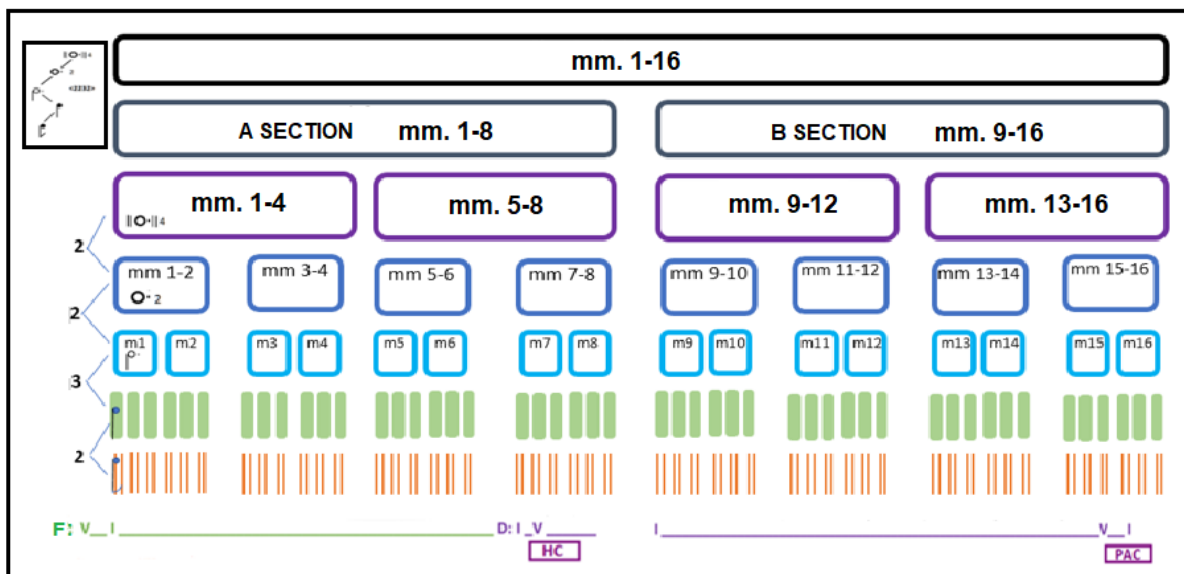 mm. 1-16
A SECTION mm. 1-8 B SECTION mm. 9-16
mm. 1-4 mm. 5-8 mm. 9-12 mm. 13-16
4
2
mm 1-2 mm 3-4 mm 5-6 mm 7-8 mm 9-10 mm 11-12 mm 13-14 mm 15-16
2
2
m1 m2 m3 m4 m5 m6 m7 m8 m9 m10 m11 m12 m13 m14 m15 m16
3
2
F: V__I D: I_V I V__I
HC PAC